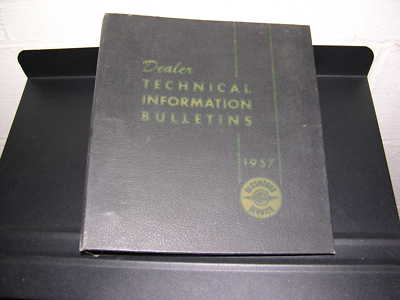 Dealer
TECHNICAL
INFORMATION
BULLETINS
1957